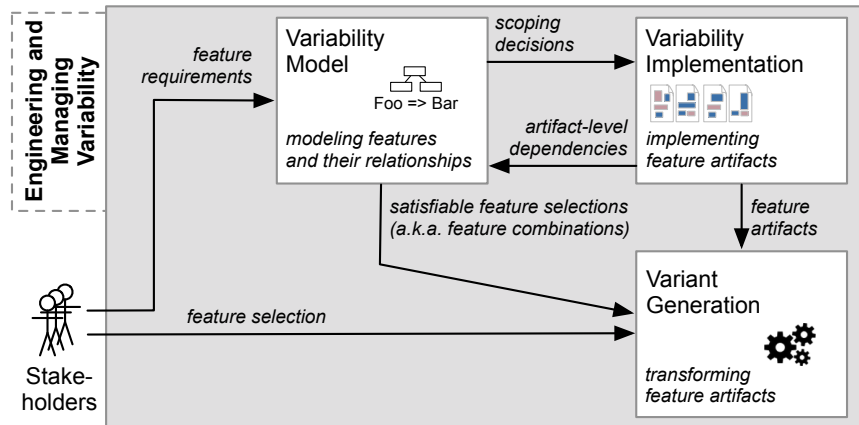 Engineering and
Managing
Variability
feature
requirements
Variability
Model
Foo => Bar
modeling features
and their relationships
scoping
decisions
Variability
Implementation
implementing
feature artifacts
artifact-level
dependencies
satisfiable feature selections
(a.k.a. feature combinations)
feature
artifacts
Variant
Generation
transforming
feature artifacts
feature selection
Stake-
holders